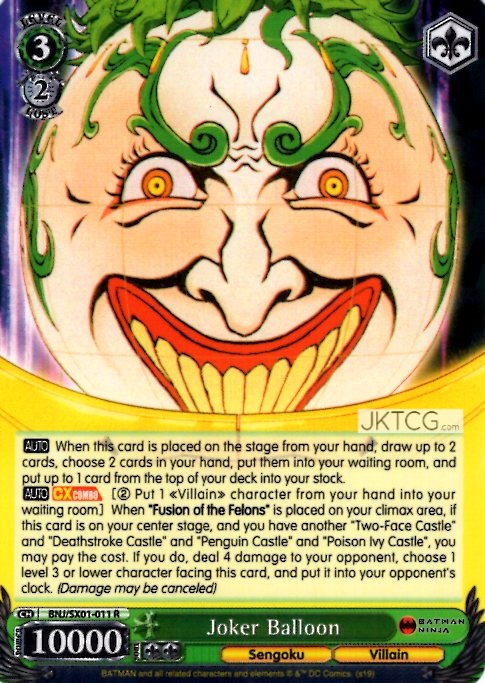 LEVEL
3
2
COST
JKTCG.com
AUTO When this card is placed on the stage from your hand, draw up to 2
cards, choose 2 cards in your hand, put them into your waiting room, and
put up to 1 card from the top of your deck into your stock.
AUTO CX COMBO [② Put 1 «Villain» character from your hand into your
waiting room] When "Fusion of the Felons" is placed on your climax area, if
this card is on your center stage, and you have another "Two-Face Castle"
and "Deathstroke Castle" and "Penguin Castle" and "Poison Ivy Castle", you
may pay the cost. If you do, deal 4 damage to your opponent, choose 1
level 3 or lower character facing this card, and put it into your opponent's
clock. (Damage may be canceled)
CH BNJ/SX01-011 R
POWER 10000 SOUL Joker Balloon BATMAN
NINJA
Sengoku Villain
BATMAN and all related characters and elements © & ™ DC Comics. (s19)